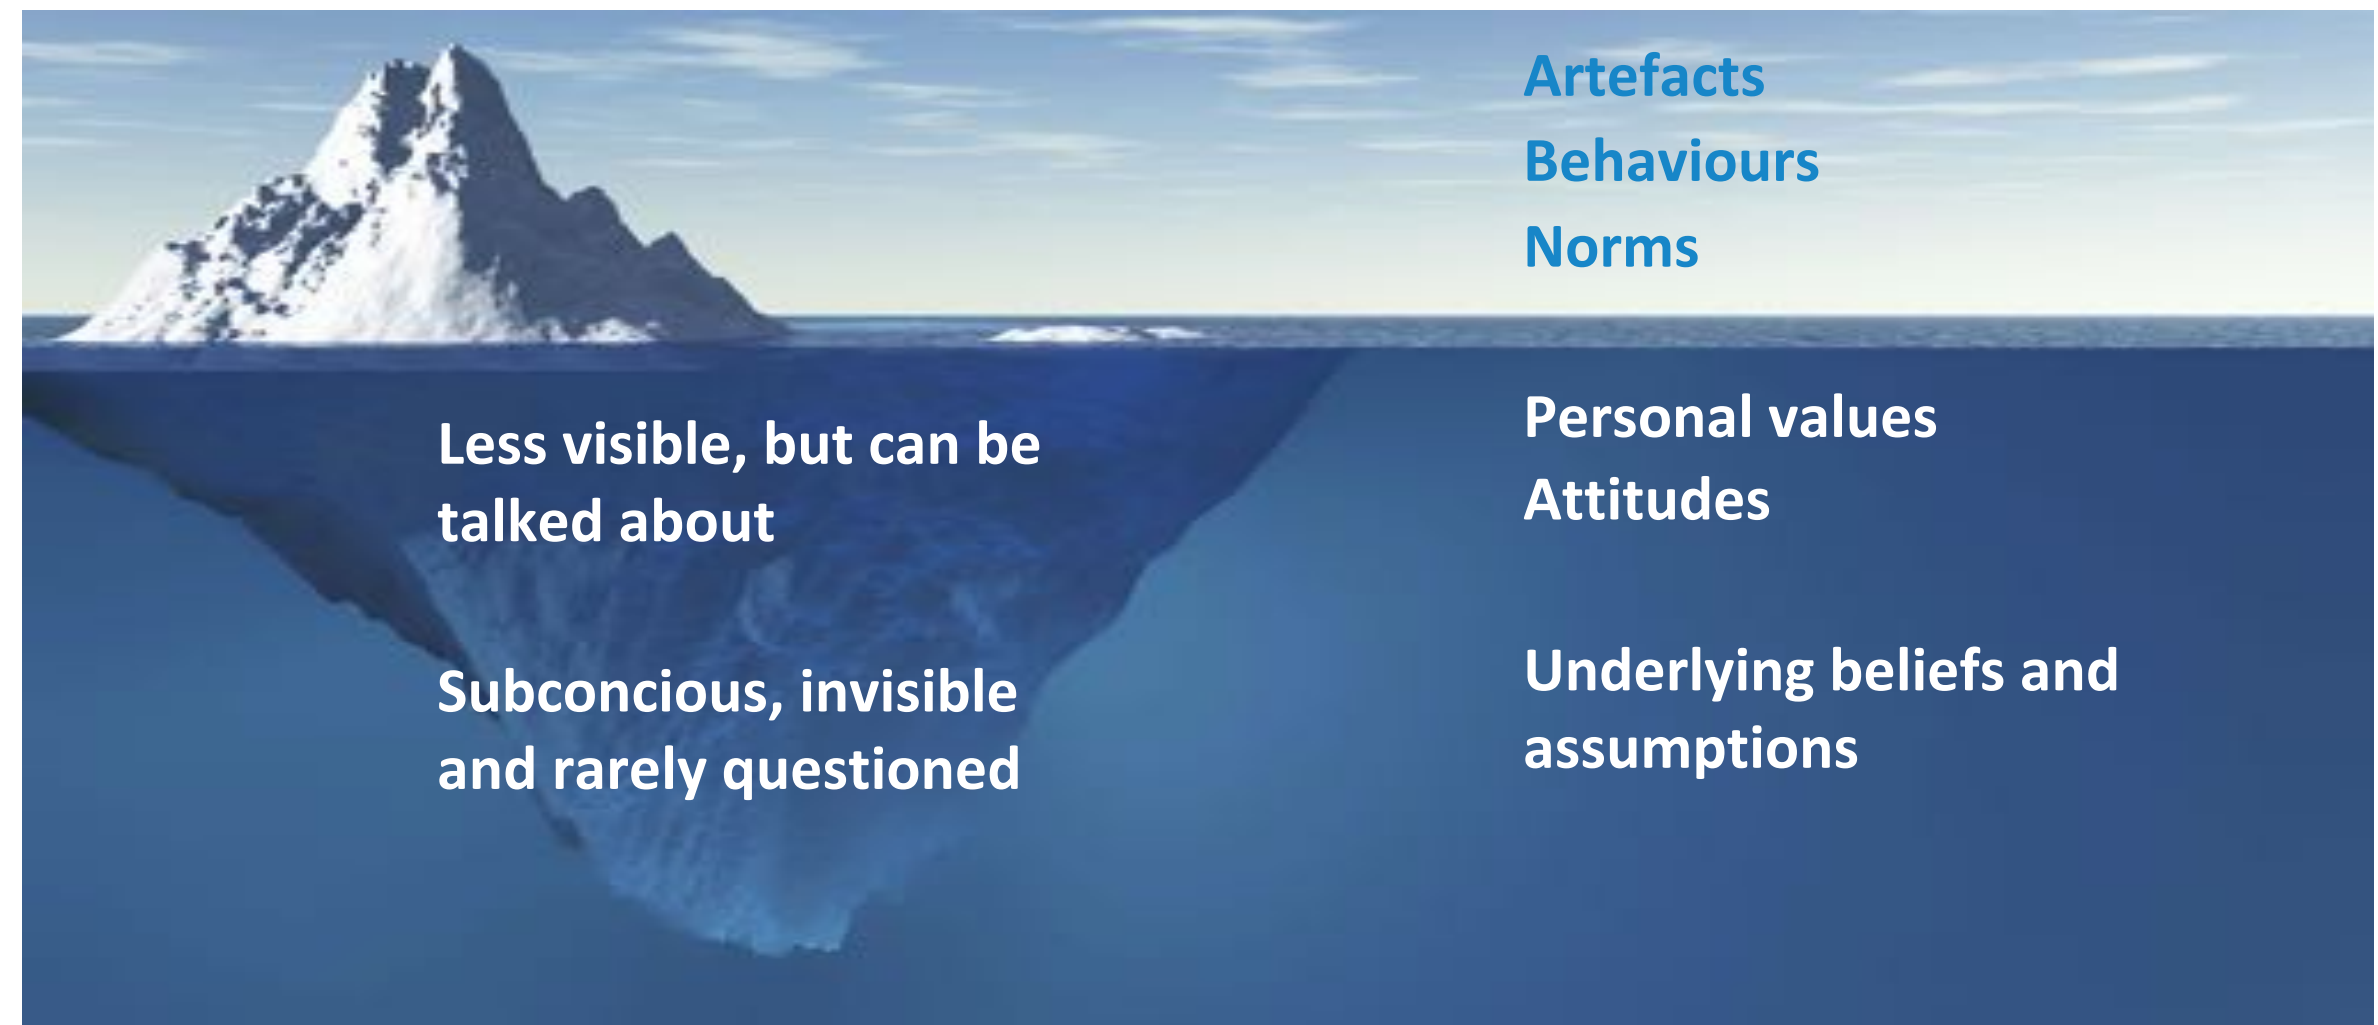 Artefacts
Behaviours
Norms
Less visible, but can be
talked about
Personal values
Attitudes
Subconcious, invisible
and rarely questioned
Underlying beliefs and
assumptions